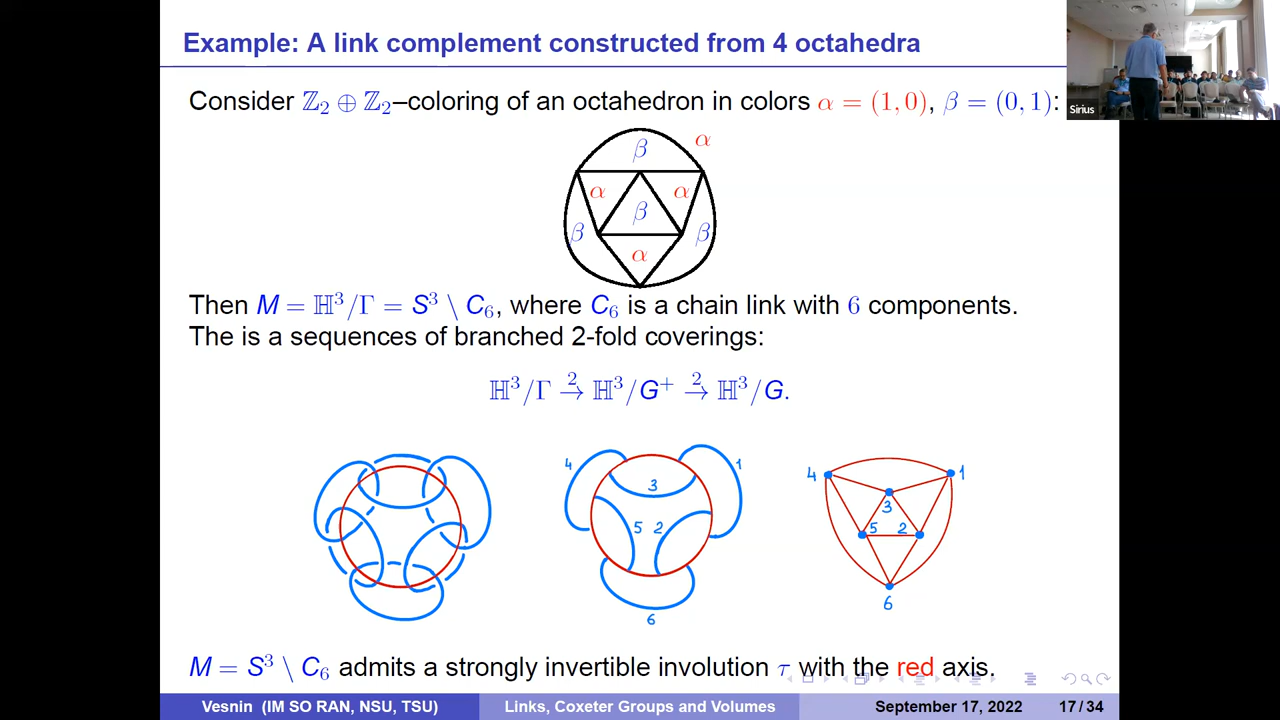 Example: A link complement constructed from 4 octahedra
Sirius
Consider ℤ₂ ⊕ ℤ₂–coloring of an octahedron in colors α = (1, 0), β = (0, 1):
α
β
α α
β
β β
α
Then M = ℍ³/Γ = S³ \ C₆, where C₆ is a chain link with 6 components.
The is a sequences of branched 2-fold coverings:
ℍ³/Γ →² ℍ³/G⁺ →² ℍ³/G.
4 1
3
5 2
6
4 1
3
5 2
6
M = S³ \ C₆ admits a strongly invertible involution τ with the red axis.
Vesnin (IM SO RAN, NSU, TSU) Links, Coxeter Groups and Volumes September 17, 2022 17 / 34